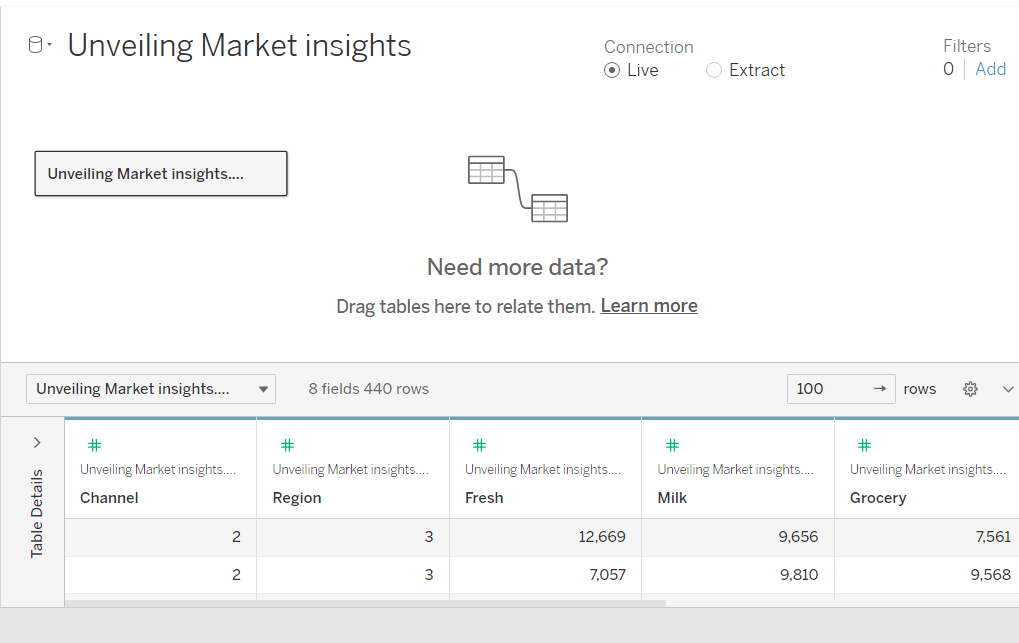 Unveiling Market insights
Connection
Live Extract
Filters
0 Add
Unveiling Market insights....
Need more data?
Drag tables here to relate them. Learn more
Unveiling Market insights.... 8 fields 440 rows 100 → rows
Table Details
# # # # #
Unveiling Market insights.... Unveiling Market insights.... Unveiling Market insights.... Unveiling Market insights.... Unveiling Market insights....
Channel Region Fresh Milk Grocery
2 3 12,669 9,656 7,561
2 3 7,057 9,810 9,568